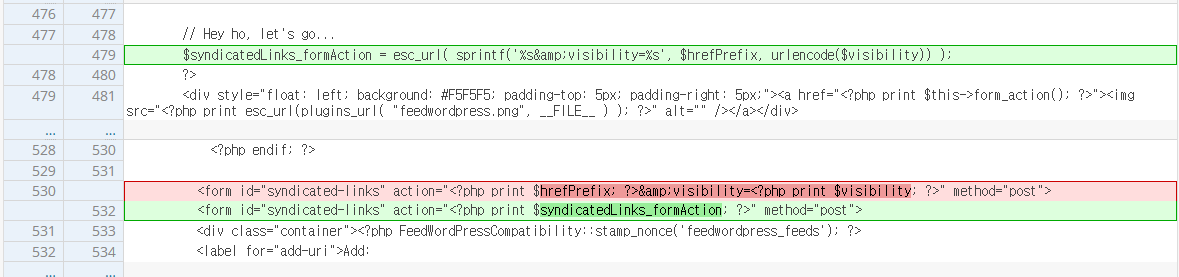 476 477
477 478 // Hey ho, let's go...
479 $syndicatedLinks_formAction = esc_url( sprintf('%s&amp;visibility=%s', $hrefPrefix, urlencode($visibility)) );
478 480 ?>
479 481 <div style="float: left; background: #F5F5F5; padding-top: 5px; padding-right: 5px;"><a href="<?php print $this->form_action(); ?>"><img
src="<?php print esc_url(plugins_url( "feedwordpress.png", __FILE__ ) ); ?>" alt="" /></a></div>
... ...
528 530 <?php endif; ?>
529 531
530 <form id="syndicated-links" action="<?php print $hrefPrefix; ?>&amp;visibility=<?php print $visibility; ?>" method="post">
532 <form id="syndicated-links" action="<?php print $syndicatedLinks_formAction; ?>" method="post">
531 533 <div class="container"><?php FeedWordPressCompatibility::stamp_nonce('feedwordpress_feeds'); ?>
532 534 <label for="add-uri">Add:
... ...